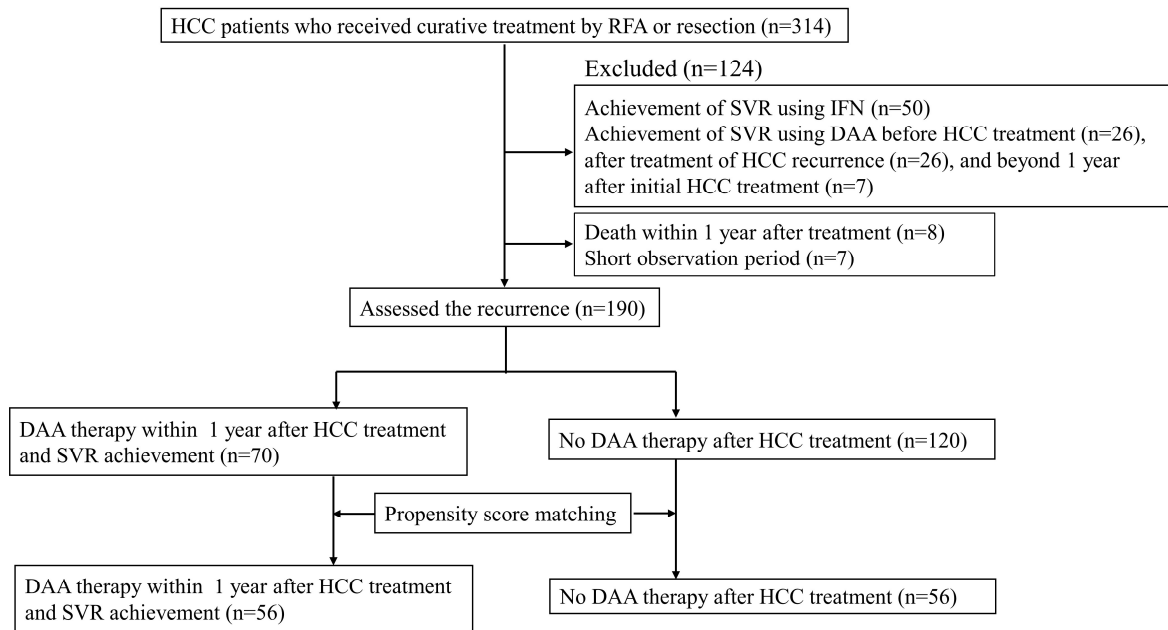 HCC patients who received curative treatment by RFA or resection (n=314)
Excluded (n=124)
Achievement of SVR using IFN (n=50)
Achievement of SVR using DAA before HCC treatment (n=26),
after treatment of HCC recurrence (n=26), and beyond 1 year
after initial HCC treatment (n=7)
Death within 1 year after treatment (n=8)
Short observation period (n=7)
Assessed the recurrence (n=190)
DAA therapy within 1 year after HCC treatment
and SVR achievement (n=70)
No DAA therapy after HCC treatment (n=120)
Propensity score matching
DAA therapy within 1 year after HCC treatment
and SVR achievement (n=56)
No DAA therapy after HCC treatment (n=56)